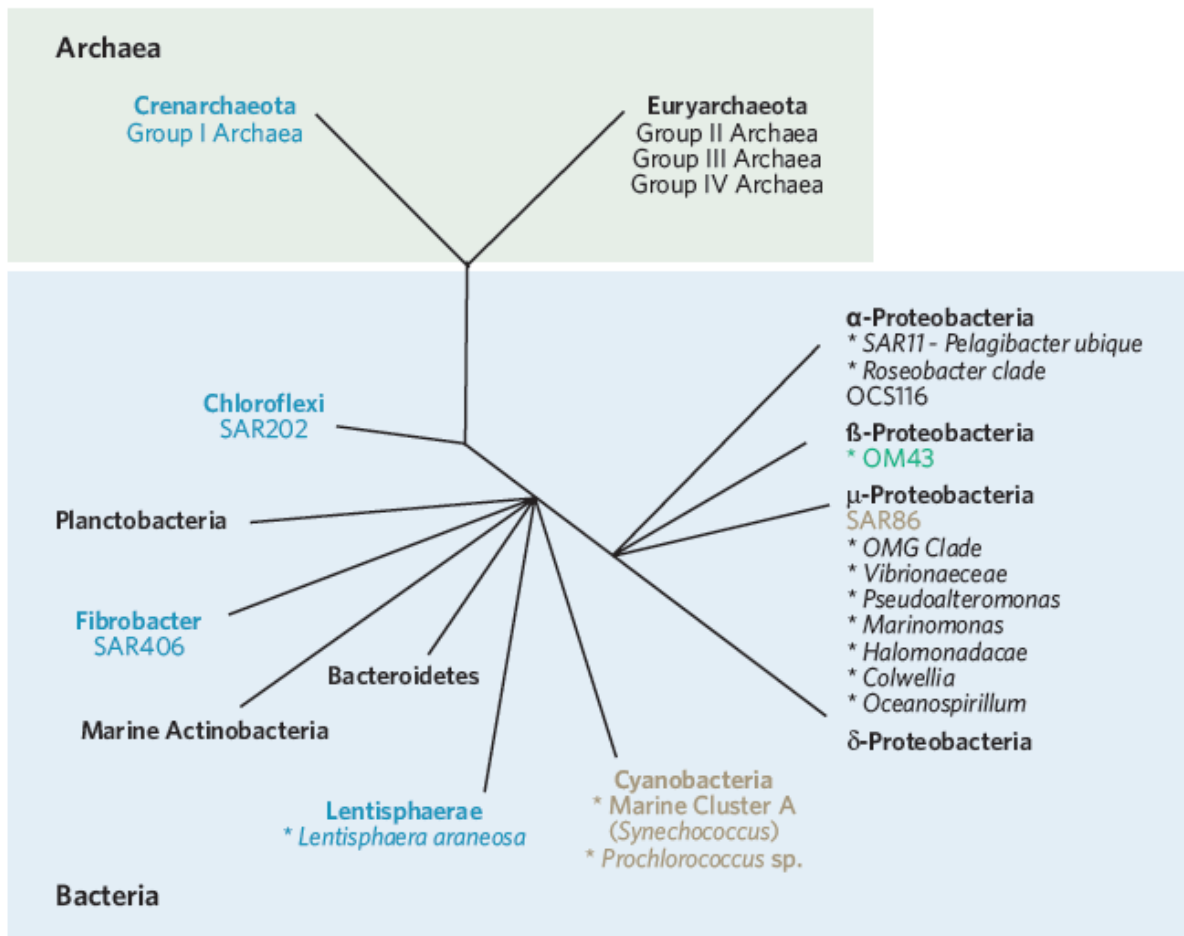 Archaea
Crenarchaeota
Group I Archaea
Euryarchaeota
Group II Archaea
Group III Archaea
Group IV Archaea
α-Proteobacteria
* SAR11 - Pelagibacter ubique
* Roseobacter clade
OCS116
Chloroflexi
SAR202
ß-Proteobacteria
* OM43
µ-Proteobacteria
SAR86
* OMG Clade
* Vibrionaeceae
* Pseudoalteromonas
* Marinomonas
* Halomonadacae
* Colwellia
* Oceanospirillum
δ-Proteobacteria
Planctobacteria
Fibrobacter
SAR406
Bacteroidetes
Marine Actinobacteria
Lentisphaerae
* Lentisphaera araneosa
Cyanobacteria
* Marine Cluster A
(Synechococcus)
* Prochlorococcus sp.
Bacteria